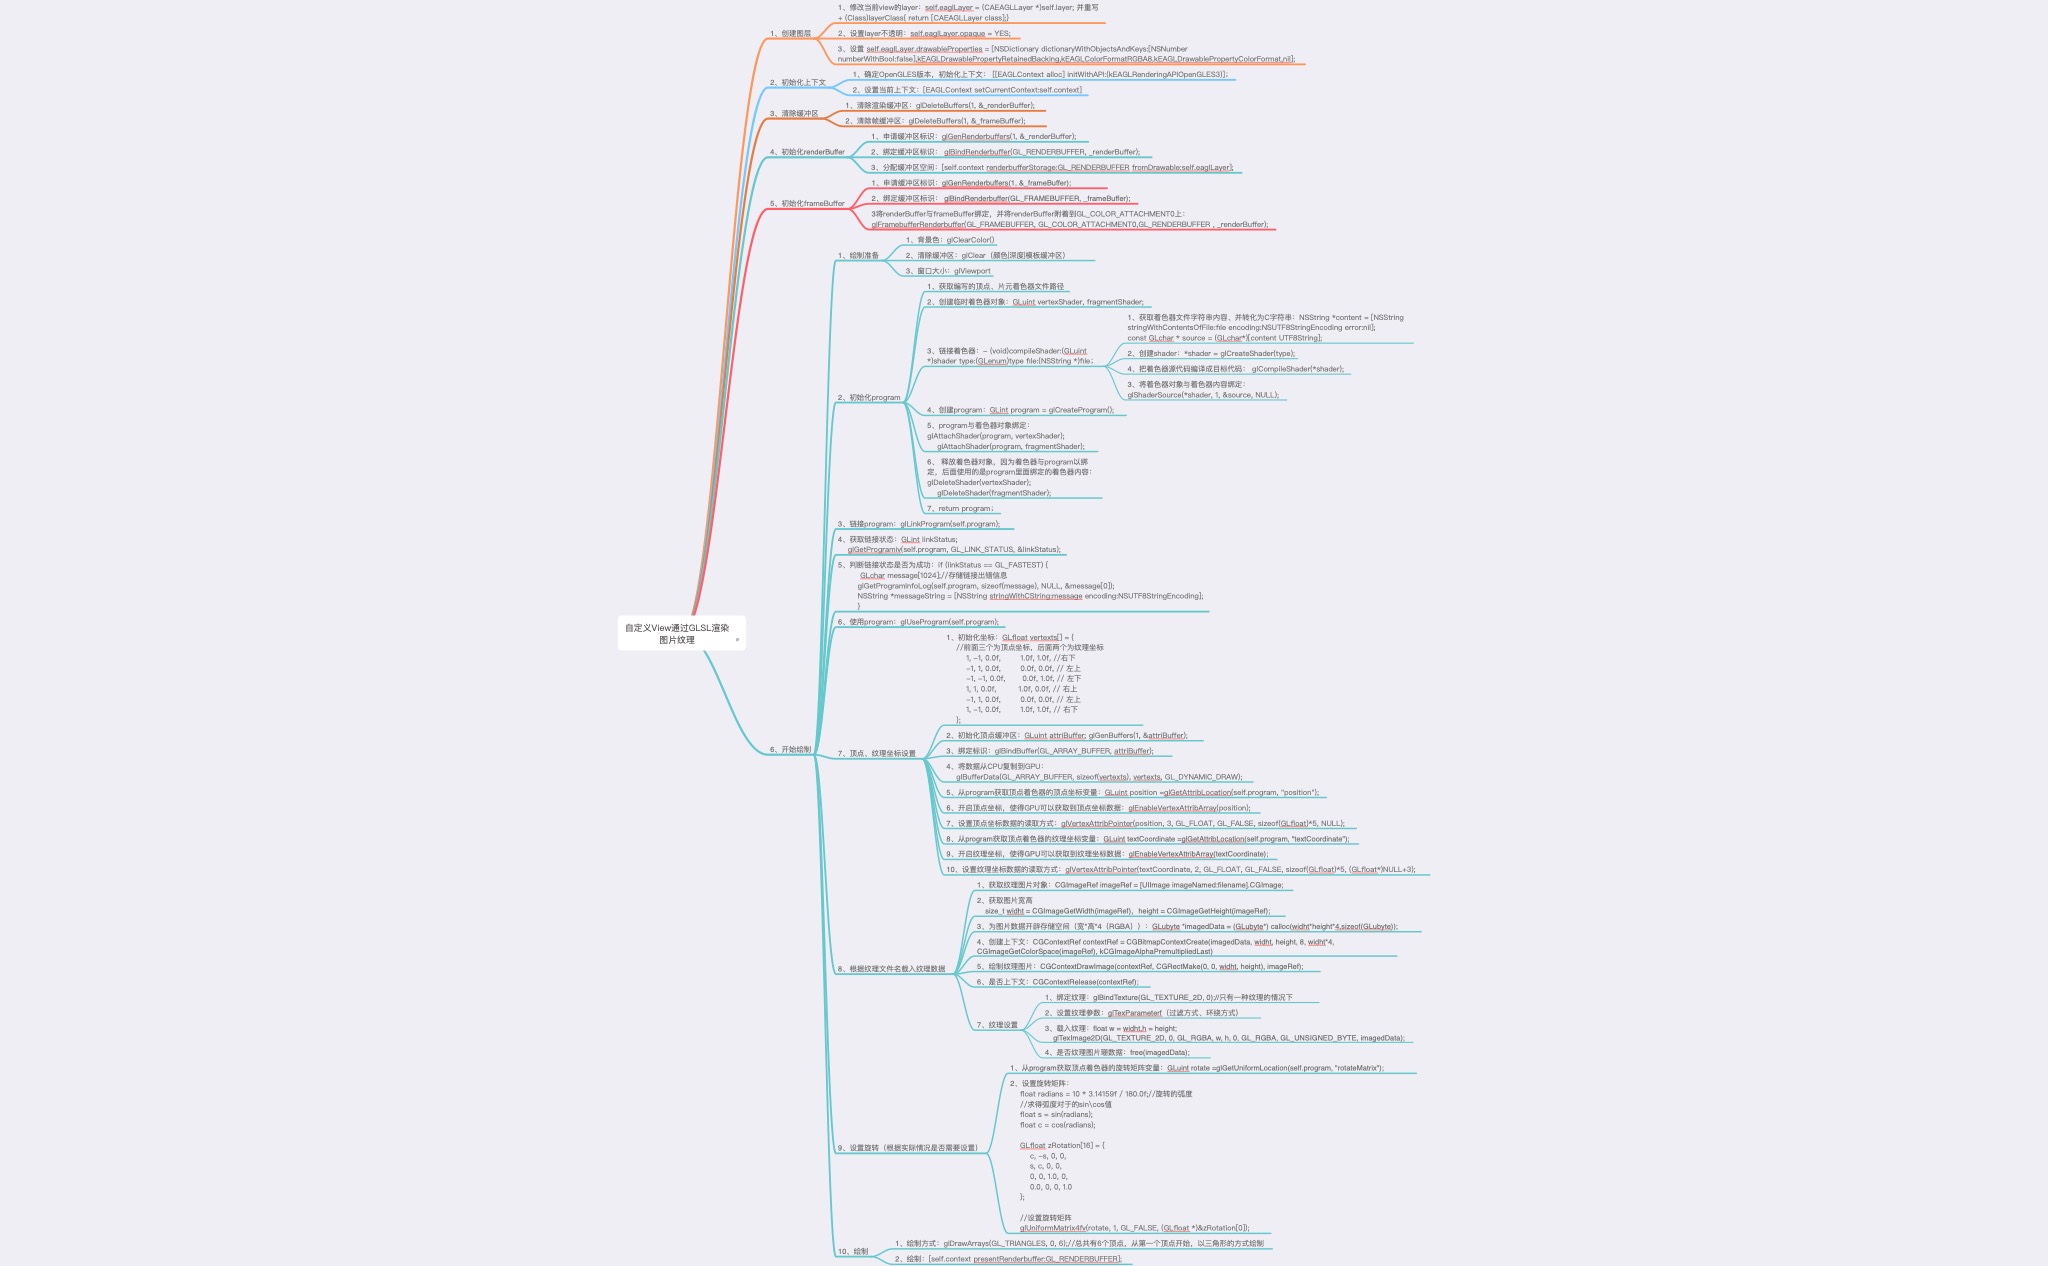 自定义View通过GLSL渲染
图片纹理
1、创建图层
1、修改当前view的layer：self.eaglLayer = (CAEAGLLayer *)self.layer; 并重写
+ (Class)layerClass{ return [CAEAGLLayer class];}
2、设置layer不透明：self.eaglLayer.opaque = YES;
3、设置 self.eaglLayer.drawableProperties = [NSDictionary dictionaryWithObjectsAndKeys:[NSNumber
numberWithBool:false],kEAGLDrawablePropertyRetainedBacking,kEAGLColorFormatRGBA8,kEAGLDrawablePropertyColorFormat,nil];
2、初始化上下文
1、确定OpenGLES版本，初始化上下文： [[EAGLContext alloc] initWithAPI:(kEAGLRenderingAPIOpenGLES3)];
2、设置当前上下文：[EAGLContext setCurrentContext:self.context]
3、清除缓冲区
1、清除渲染缓冲区：glDeleteBuffers(1, &_renderBuffer);
2、清除帧缓冲区：glDeleteBuffers(1, &_frameBuffer);
4、初始化renderBuffer
1、申请缓冲区标识：glGenRenderbuffers(1, &_renderBuffer);
2、绑定缓冲区标识： glBindRenderbuffer(GL_RENDERBUFFER, _renderBuffer);
3、分配缓冲区空间：[self.context renderbufferStorage:GL_RENDERBUFFER fromDrawable:self.eaglLayer];
5、初始化frameBuffer
1、申请缓冲区标识：glGenRenderbuffers(1, &_frameBuffer);
2、绑定缓冲区标识：glBindRenderbuffer(GL_FRAMEBUFFER, _frameBuffer);
3将renderBuffer与frameBuffer绑定，并将renderBuffer附着到GL_COLOR_ATTACHMENT0上：
glFramebufferRenderbuffer(GL_FRAMEBUFFER, GL_COLOR_ATTACHMENT0,GL_RENDERBUFFER , _renderBuffer);
6、开始绘制
1、绘制准备
1、背景色：glClearColor()
2、清除缓冲区：glClear（颜色|深度|模板缓冲区）
3、窗口大小：glViewport
2、初始化program
1、获取编写的顶点、片元着色器文件路径
2、创建临时着色器对象：GLuint vertexShader, fragmentShader;
3、链接着色器：- (void)compileShader:(GLuint
*)shader type:(GLenum)type file:(NSString *)file；
1、获取着色器文件字符串内容、并转化为C字符串：NSString *content = [NSString
stringWithContentsOfFile:file encoding:NSUTF8StringEncoding error:nil];
const GLchar * source = (GLchar*)[content UTF8String];
2、创建shader：*shader = glCreateShader(type);
4、把着色器源代码编译成目标代码： glCompileShader(*shader);
3、将着色器对象与着色器内容绑定：
glShaderSource(*shader, 1, &source, NULL);
4、创建program：GLint program = glCreateProgram();
5、program与着色器对象绑定：
glAttachShader(program, vertexShader);
glAttachShader(program, fragmentShader);
6、 释放着色器对象，因为着色器与program以绑
定，后面使用的是program里面绑定的着色器内容：
glDeleteShader(vertexShader);
glDeleteShader(fragmentShader);
7、return program；
3、链接program：glLinkProgram(self.program);
4、获取链接状态：GLint linkStatus;
glGetProgramiv(self.program, GL_LINK_STATUS, &linkStatus);
5、判断链接状态是否为成功：if (linkStatus == GL_FASTEST) {
GLchar message[1024];//存储链接出错信息
glGetProgramInfoLog(self.program, sizeof(message), NULL, &message[0]);
NSString *messageString = [NSString stringWithCString:message encoding:NSUTF8StringEncoding];
}
6、使用program：glUseProgram(self.program);
7、顶点、纹理坐标设置
1、初始化坐标：GLfloat vertexts[] = {
//前面三个为顶点坐标，后面两个为纹理坐标
1, -1, 0.0f, 1.0f, 1.0f, //右下
-1, 1, 0.0f, 0.0f, 0.0f, // 左上
-1, -1, 0.0f, 0.0f, 1.0f, // 左下
1, 1, 0.0f, 1.0f, 0.0f, // 右上
-1, 1, 0.0f, 0.0f, 0.0f, // 左上
1, -1, 0.0f, 1.0f, 1.0f, // 右下
};
2、初始化顶点缓冲区：GLuint attriBuffer; glGenBuffers(1, &attriBuffer);
3、绑定标识：glBindBuffer(GL_ARRAY_BUFFER, attriBuffer);
4、将数据从CPU复制到GPU：
glBufferData(GL_ARRAY_BUFFER, sizeof(vertexts), vertexts, GL_DYNAMIC_DRAW);
5、从program获取顶点着色器的顶点坐标变量：GLuint position =glGetAttribLocation(self.program, "position");
6、开启顶点坐标，使得GPU可以获取到顶点坐标数据：glEnableVertexAttribArray(position);
7、设置顶点坐标数据的读取方式：glVertexAttribPointer(position, 3, GL_FLOAT, GL_FALSE, sizeof(GLfloat)*5, NULL);
8、从program获取顶点着色器的纹理坐标变量：GLuint textCoordinate =glGetAttribLocation(self.program, "textCoordinate");
9、开启纹理坐标，使得GPU可以获取到纹理坐标数据：glEnableVertexAttribArray(textCoordinate);
10、设置纹理坐标数据的读取方式：glVertexAttribPointer(textCoordinate, 2, GL_FLOAT, GL_FALSE, sizeof(GLfloat)*5, (GLfloat*)NULL+3);
8、根据纹理文件名载入纹理数据
1、获取纹理图片对象：CGImageRef imageRef = [UIImage imageNamed:filename].CGImage;
2、获取图片宽高
size_t widht = CGImageGetWidth(imageRef)， height = CGImageGetHeight(imageRef);
3、为图片数据开辟存储空间（宽*高*4（RGBA））：GLubyte *imagedData = (GLubyte*) calloc(widht*height*4,sizeof(GLubyte));
4、创建上下文：CGContextRef contextRef = CGBitmapContextCreate(imagedData, widht, height, 8, widht*4,
CGImageGetColorSpace(imageRef), kCGImageAlphaPremultipliedLast)
5、绘制纹理图片：CGContextDrawImage(contextRef, CGRectMake(0, 0, widht, height), imageRef);
6、是否上下文：CGContextRelease(contextRef);
7、纹理设置
1、绑定纹理：glBindTexture(GL_TEXTURE_2D, 0);//只有一种纹理的情况下
2、设置纹理参数：glTexParameterf（过滤方式、环绕方式）
3、载入纹理：float w = widht,h = height;
glTexImage2D(GL_TEXTURE_2D, 0, GL_RGBA, w, h, 0, GL_RGBA, GL_UNSIGNED_BYTE, imagedData);
4、是否纹理图片珊数据：free(imagedData);
9、设置旋转（根据实际情况是否需要设置）
1、从program获取顶点着色器的旋转矩阵变量：GLuint rotate =glGetUniformLocation(self.program, "rotateMatrix");
2、设置旋转矩阵：
float radians = 10 * 3.14159f / 180.0f;//旋转的弧度
//求得弧度对于的sin\cos值
float s = sin(radians);
float c = cos(radians);
GLfloat zRotation[16] = {
c, -s, 0, 0,
s, c, 0, 0,
0, 0, 1.0, 0,
0.0, 0, 0, 1.0
};
//设置旋转矩阵
glUniformMatrix4fv(rotate, 1, GL_FALSE, (GLfloat *)&zRotation[0]);
10、绘制
1、绘制方式：glDrawArrays(GL_TRIANGLES, 0, 6);//总共有6个顶点，从第一个顶点开始，以三角形的方式绘制
2、绘制：[self.context presentRenderbuffer:GL_RENDERBUFFER];